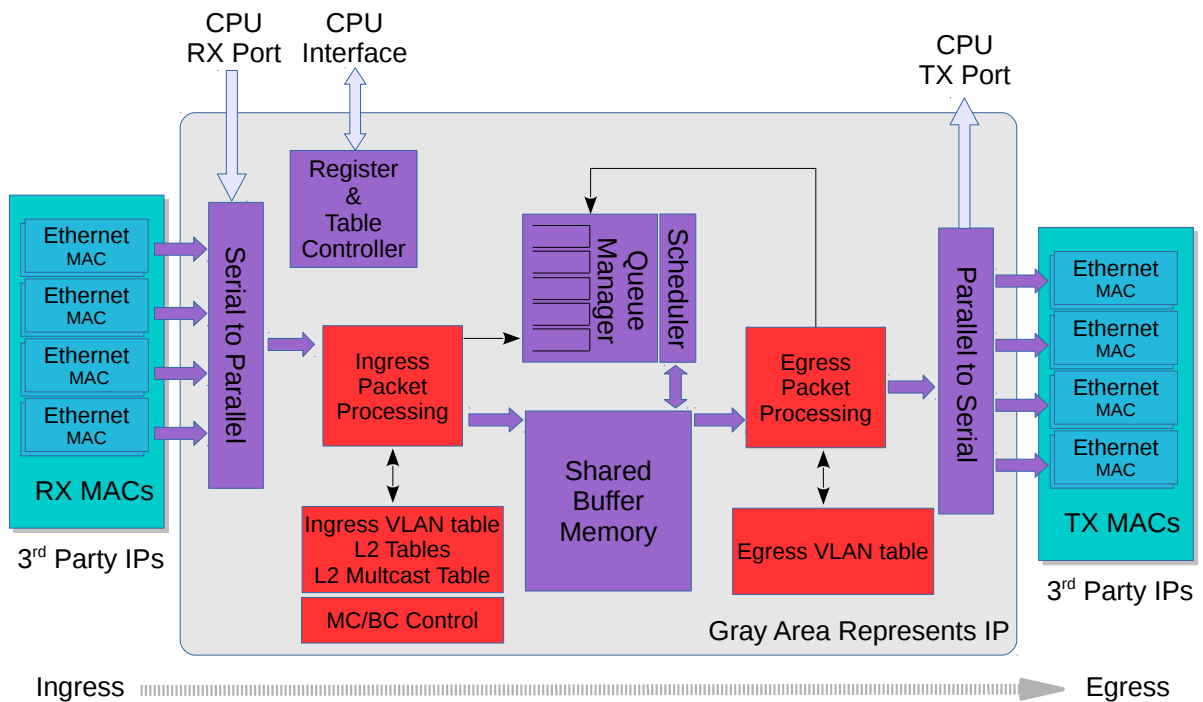 CPU
RX Port
CPU
Interface
CPU
TX Port
Register
&
Table
Controller
Ethernet
MAC
Ethernet
MAC
Ethernet
MAC
Ethernet
MAC
RX MACs
3rd Party IPs
Serial to Parallel
Ingress
Packet
Processing
Queue
Manager
Scheduler
Shared
Buffer
Memory
Ingress VLAN table
L2 Tables
L2 Multcast Table
MC/BC Control
Egress
Packet
Processing
Egress VLAN table
Parallel to Serial
Ethernet
MAC
Ethernet
MAC
Ethernet
MAC
Ethernet
MAC
TX MACs
3rd Party IPs
Gray Area Represents IP
Ingress
Egress